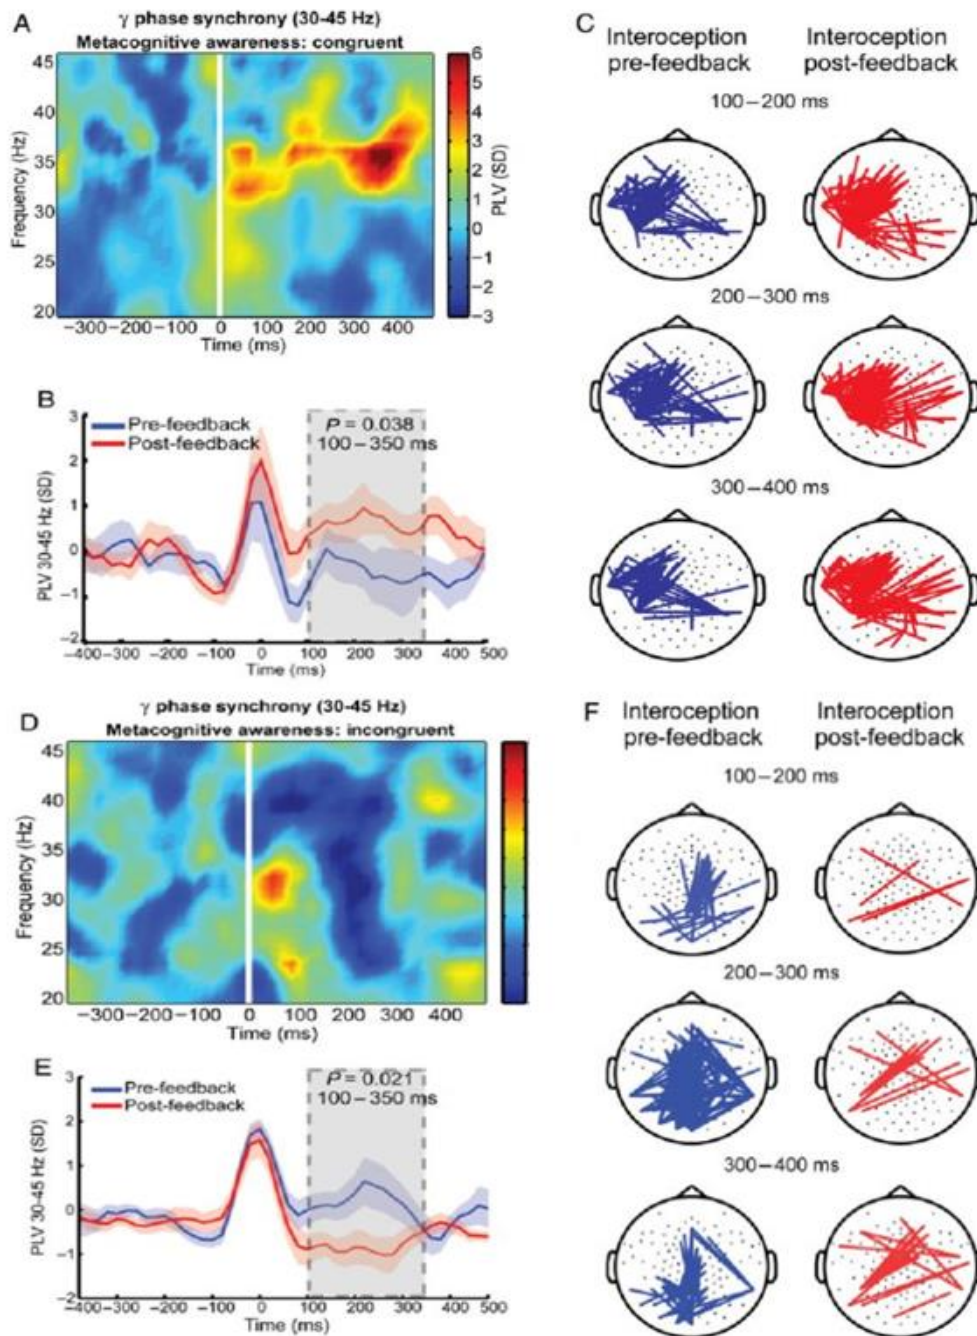 A
γ phase synchrony (30-45 Hz)
Metacognitive awareness: congruent
45
40
35
30
25
20
Frequency (Hz)
−300 −200 −100 0 100 200 300 400
Time (ms)
6
5
4
3
2
1
0
−1
−2
−3
PLV (SD)
B
Pre-feedback
Post-feedback
P = 0.038
100−350 ms
3
2
1
0
−1
−2
PLV 30-45 Hz (SD)
−400 −300 −100 0 100 200 300 400 500
Time (ms)
C
Interoception
pre-feedback
Interoception
post-feedback
100−200 ms
200−300 ms
300−400 ms
D
γ phase synchrony (30-45 Hz)
Metacognitive awareness: incongruent
45
40
35
30
25
20
Frequency (Hz)
−300 −200 −100 0 100 200 300 400
Time (ms)
E
Pre-feedback
Post-feedback
P = 0.021
100−350 ms
3
2
1
0
−1
−2
PLV 30-45 Hz (SD)
−400 −300 −100 0 100 200 300 400 500
Time (ms)
F
Interoception
pre-feedback
Interoception
post-feedback
100−200 ms
200−300 ms
300−400 ms